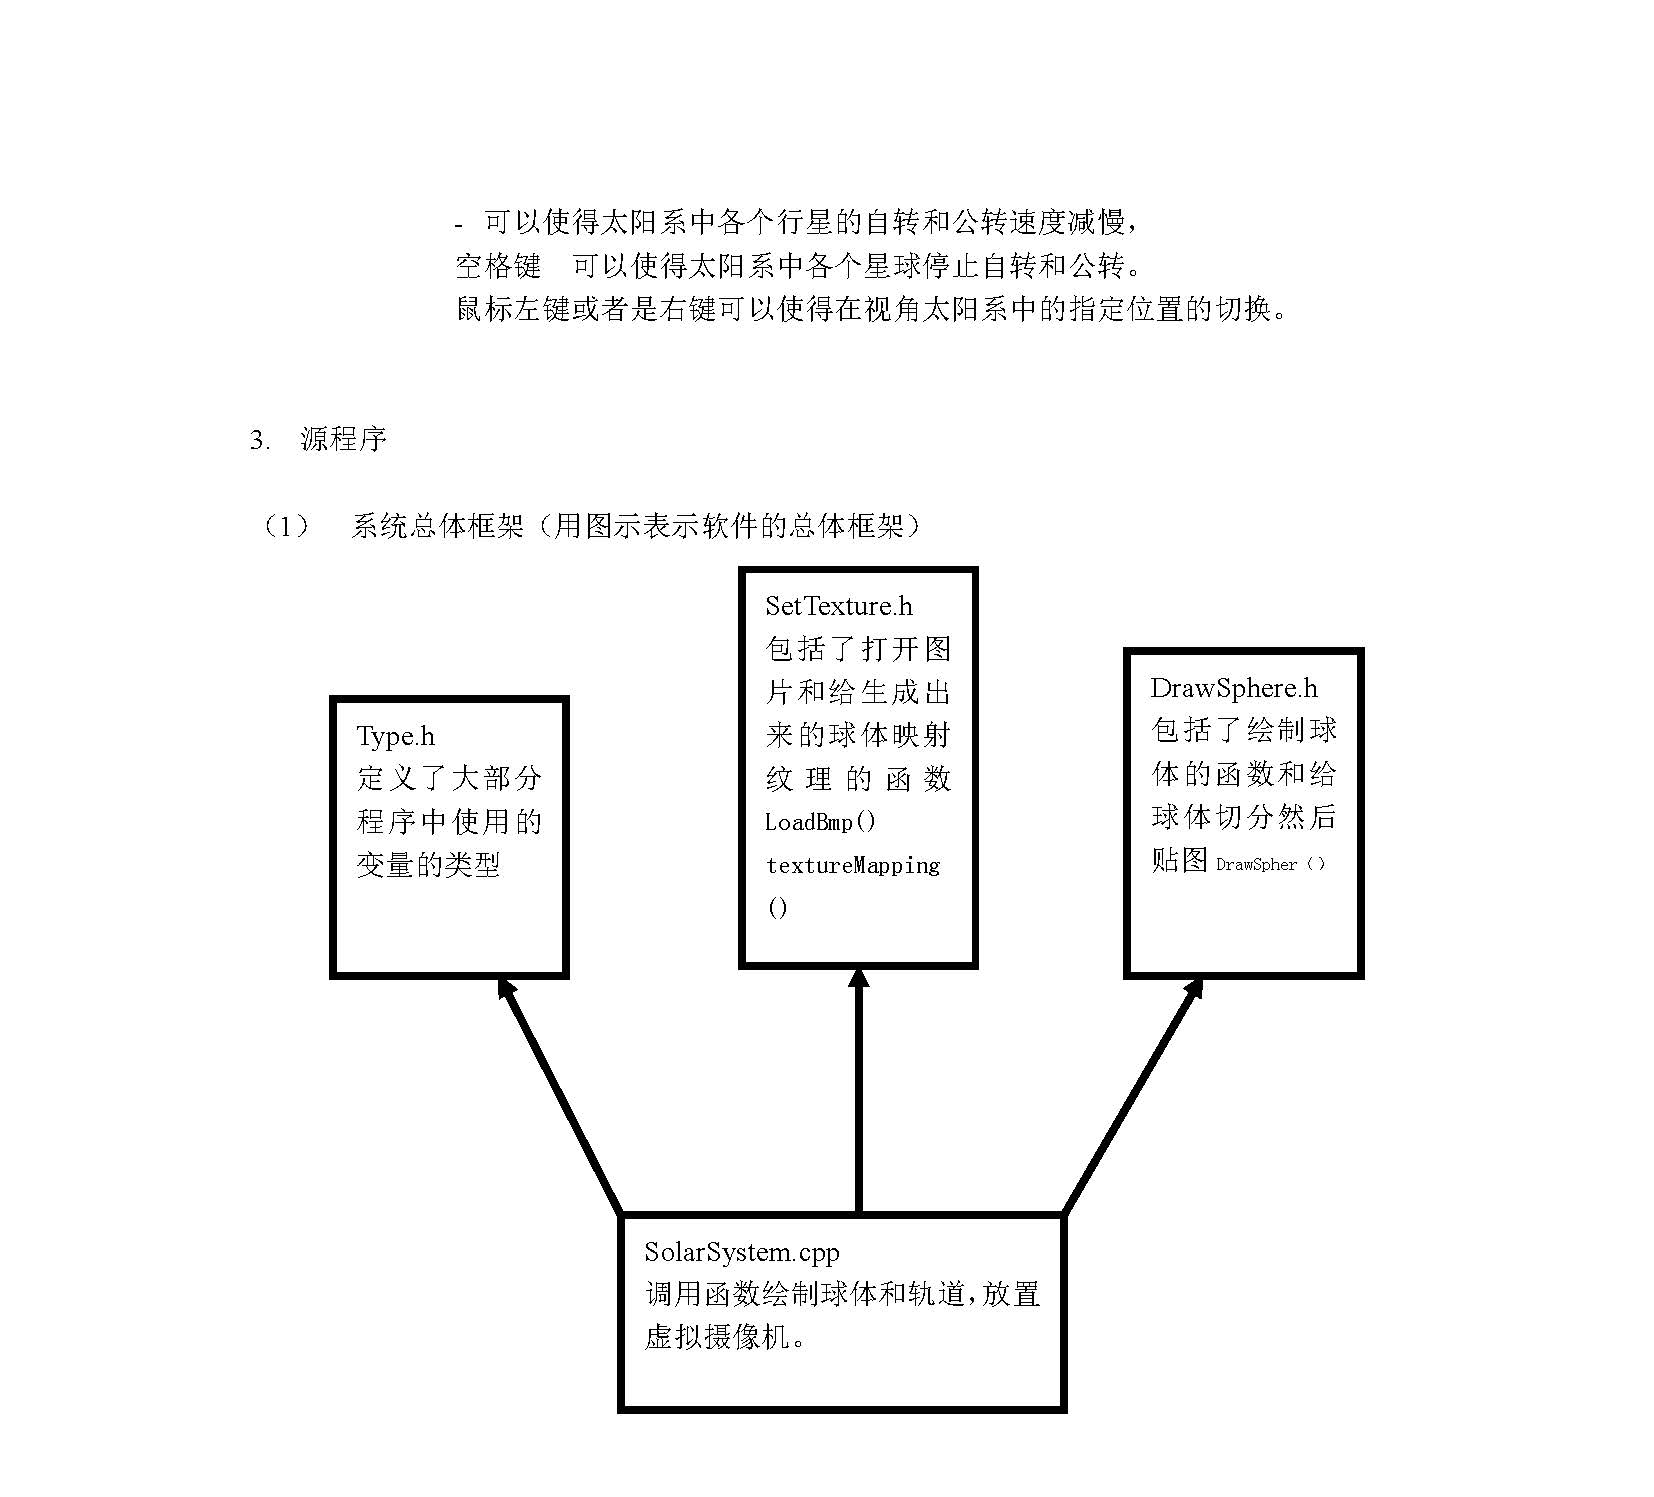 - 可以使得太阳系中各个行星的自转和公转速度减慢，
空格键　可以使得太阳系中各个星球停止自转和公转。
鼠标左键或者是右键可以使得在视角太阳系中的指定位置的切换。
3. 源程序
（1） 系统总体框架（用图示表示软件的总体框架）
Type.h
定义了大部分
程序中使用的
变量的类型
SetTexture.h
包括了打开图
片和给生成出
来的球体映射
纹理的函数
LoadBmp()
textureMapping
()
DrawSphere.h
包括了绘制球
体的函数和给
球体切分然后
贴图 DrawSpher（）
SolarSystem.cpp
调用函数绘制球体和轨道，放置
虚拟摄像机。